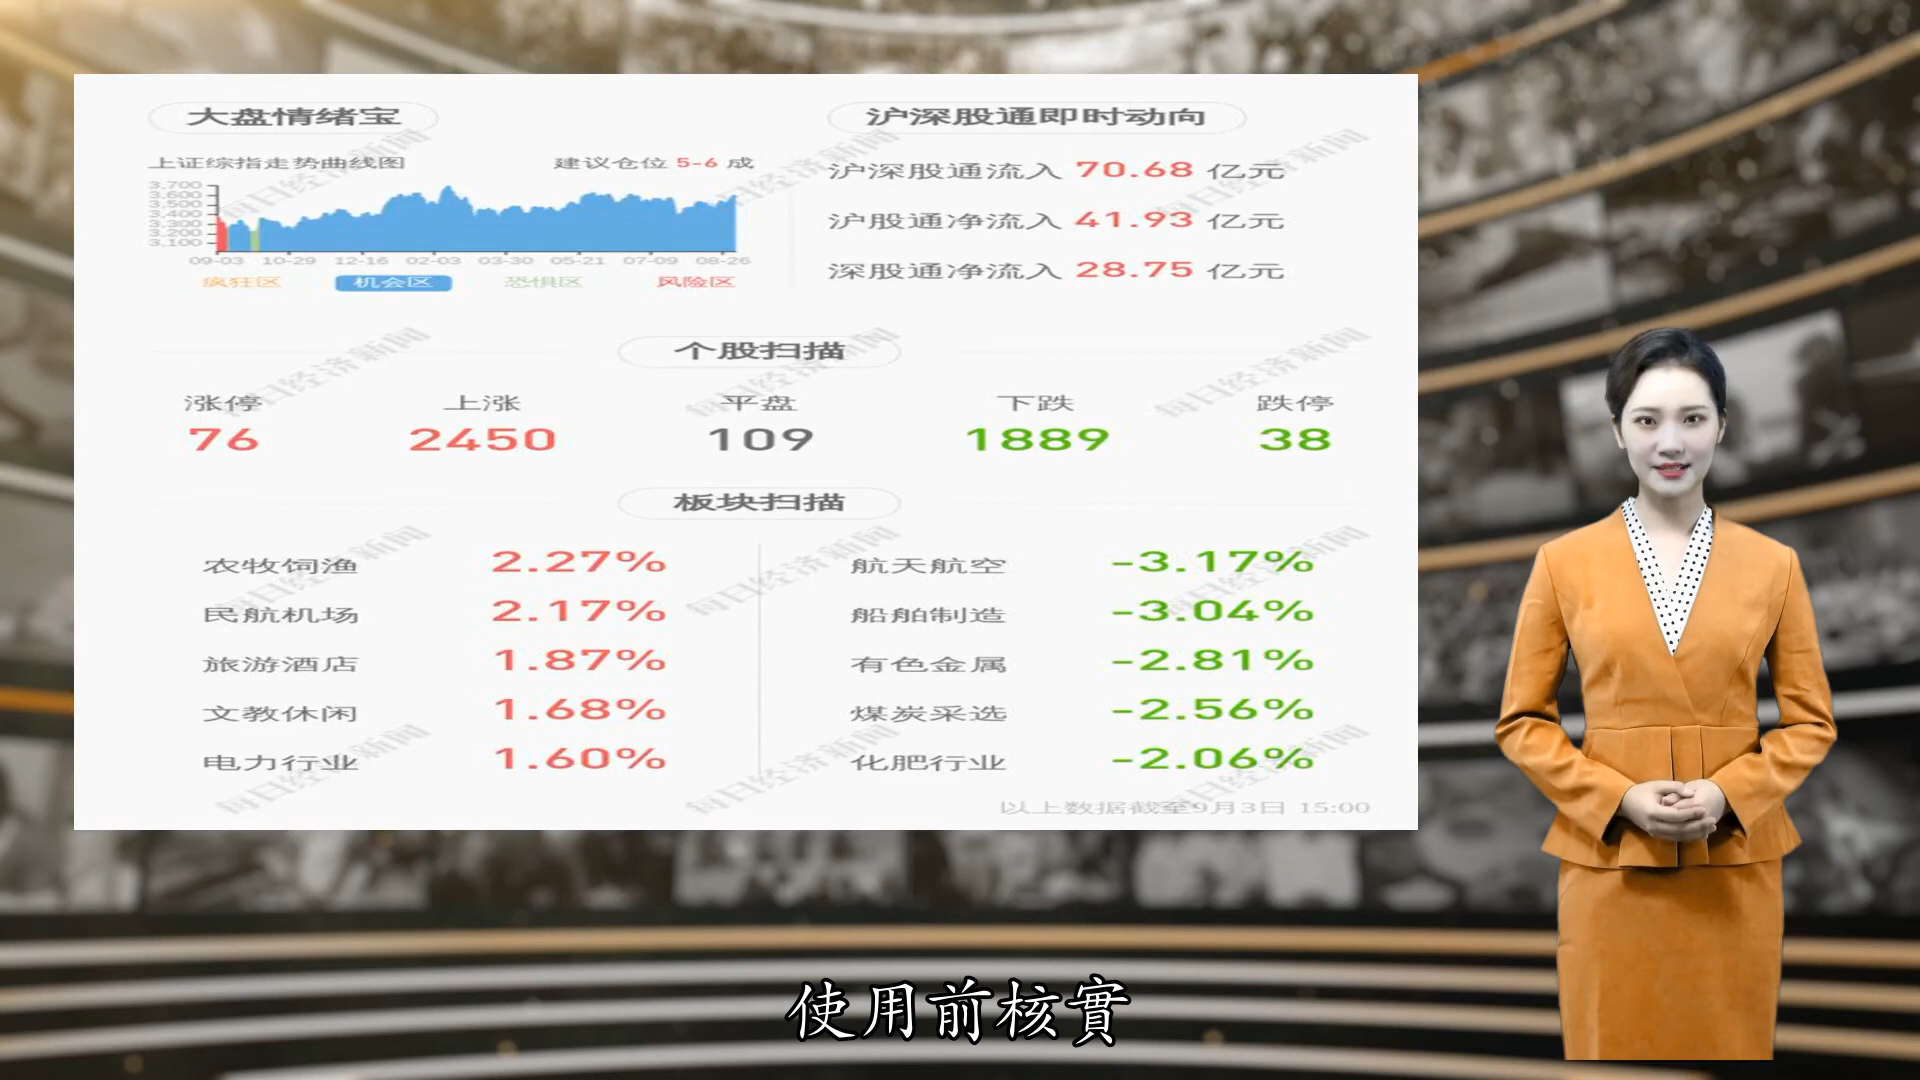 大盘情绪宝
上证综指走势曲线图 建议仓位 5-6 成
3,700
3,600
3,500
3,400
3,300
3,200
3,100
09-03 10-29 12-16 02-03 03-30 05-21 07-09 08-26
疯狂区 机会区 恐惧区 风险区
沪深股通即时动向
沪深股通流入 70.68 亿元
沪股通净流入 41.93 亿元
深股通净流入 28.75 亿元
个股扫描
涨停 上涨 平盘 下跌 跌停
76 2450 109 1889 38
板块扫描
农牧饲渔 2.27% 航天航空 -3.17%
民航机场 2.17% 船舶制造 -3.04%
旅游酒店 1.87% 有色金属 -2.81%
文教休闲 1.68% 煤炭采选 -2.56%
电力行业 1.60% 化肥行业 -2.06%
以上数据截至9月3日 15:00
每日经济新闻
使用前核實